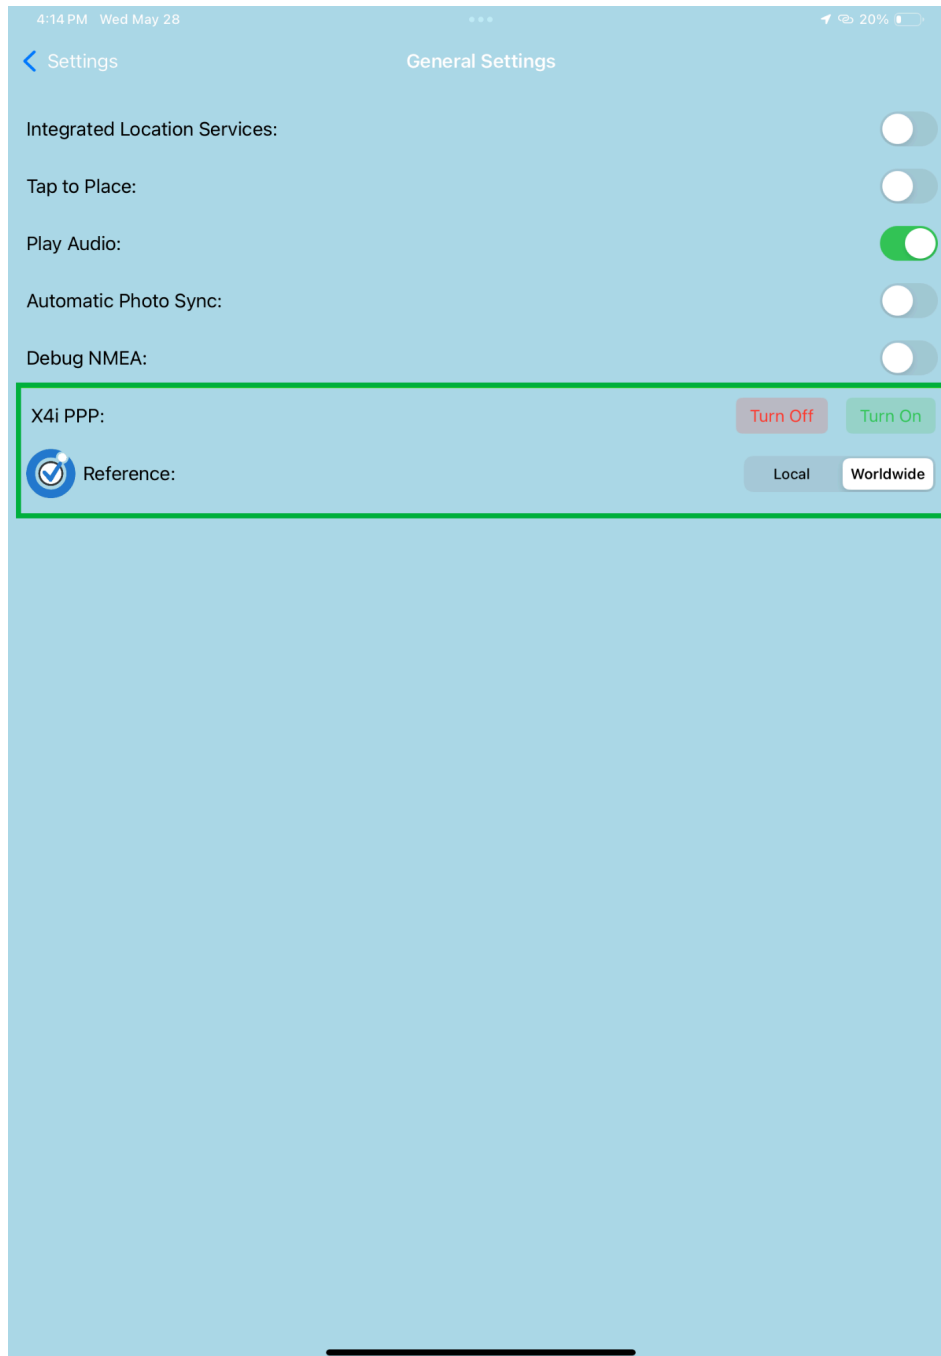 4:14 PM Wed May 28 20%
Settings General Settings
Integrated Location Services:
Tap to Place:
Play Audio:
Automatic Photo Sync:
Debug NMEA:
X4i PPP: Turn Off Turn On
Reference: Local Worldwide